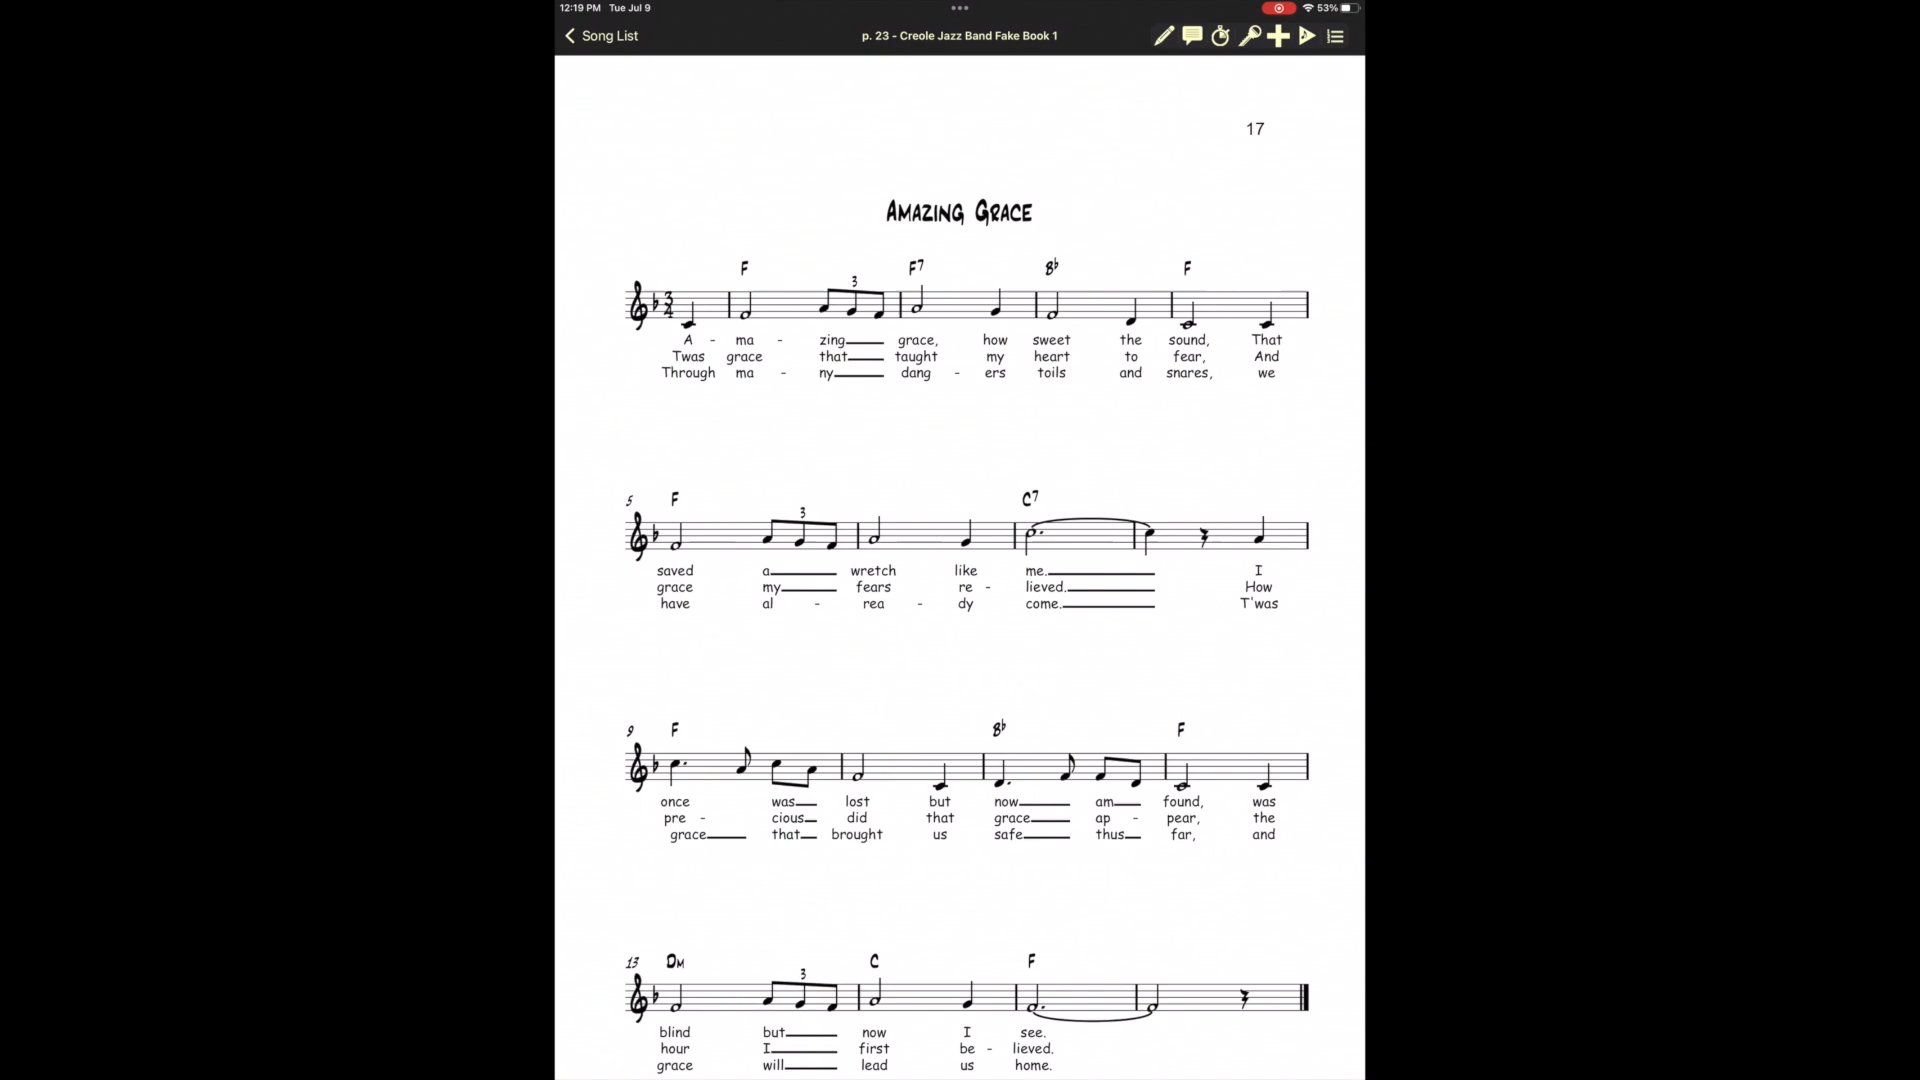 12:19 PM Tue Jul 9
53%
Song List
p. 23 - Creole Jazz Band Fake Book 1
17
AMAZING GRACE
F 3 F7 B♭ F
3/4
A - ma - zing grace, how sweet the sound, That
Twas grace that taught my heart to fear, And
Through ma - ny dang - ers toils and snares, we
5 F 3 C7
saved a wretch like me. I
grace my fears re - lieved. How
have al - rea - dy come. T'was
9 F B♭ F
once was lost but now am found, was
pre - cious did that grace ap - pear, the
grace that brought us safe thus far, and
13 DM 3 C F
blind but now I see.
hour I first be - lieved.
grace will lead us home.